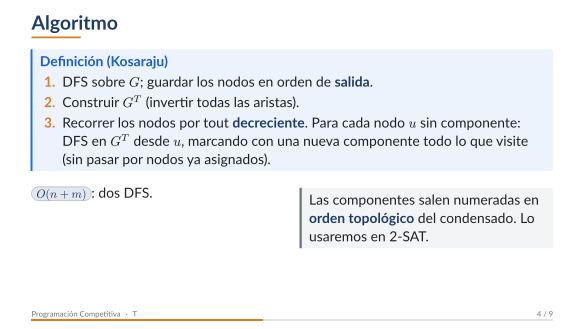 Algoritmo
Definición (Kosaraju)
1. DFS sobre G; guardar los nodos en orden de salida.
2. Construir G^T (invertir todas las aristas).
3. Recorrer los nodos por tout decreciente. Para cada nodo u sin componente:
DFS en G^T desde u, marcando con una nueva componente todo lo que visite
(sin pasar por nodos ya asignados).
O(n + m): dos DFS.
Las componentes salen numeradas en
orden topológico del condensado. Lo
usaremos en 2-SAT.
Programación Competitiva · T
4 / 9